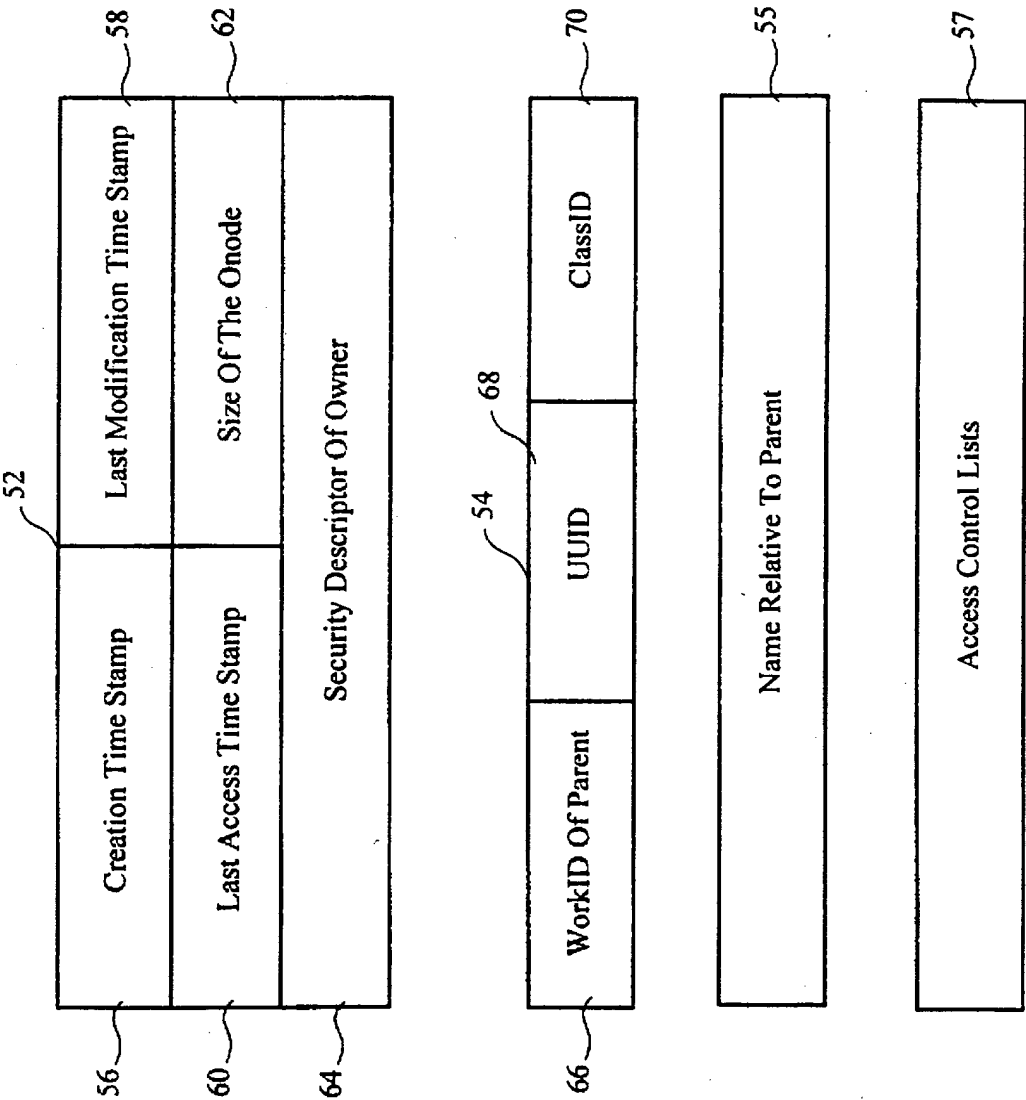 52
56
Creation Time Stamp
Last Modification Time Stamp
58
60
Last Access Time Stamp
Size Of The Onode
62
64
Security Descriptor Of Owner
54
68
66
WorkID Of Parent
UUID
ClassID
70
Name Relative To Parent
55
Access Control Lists
57